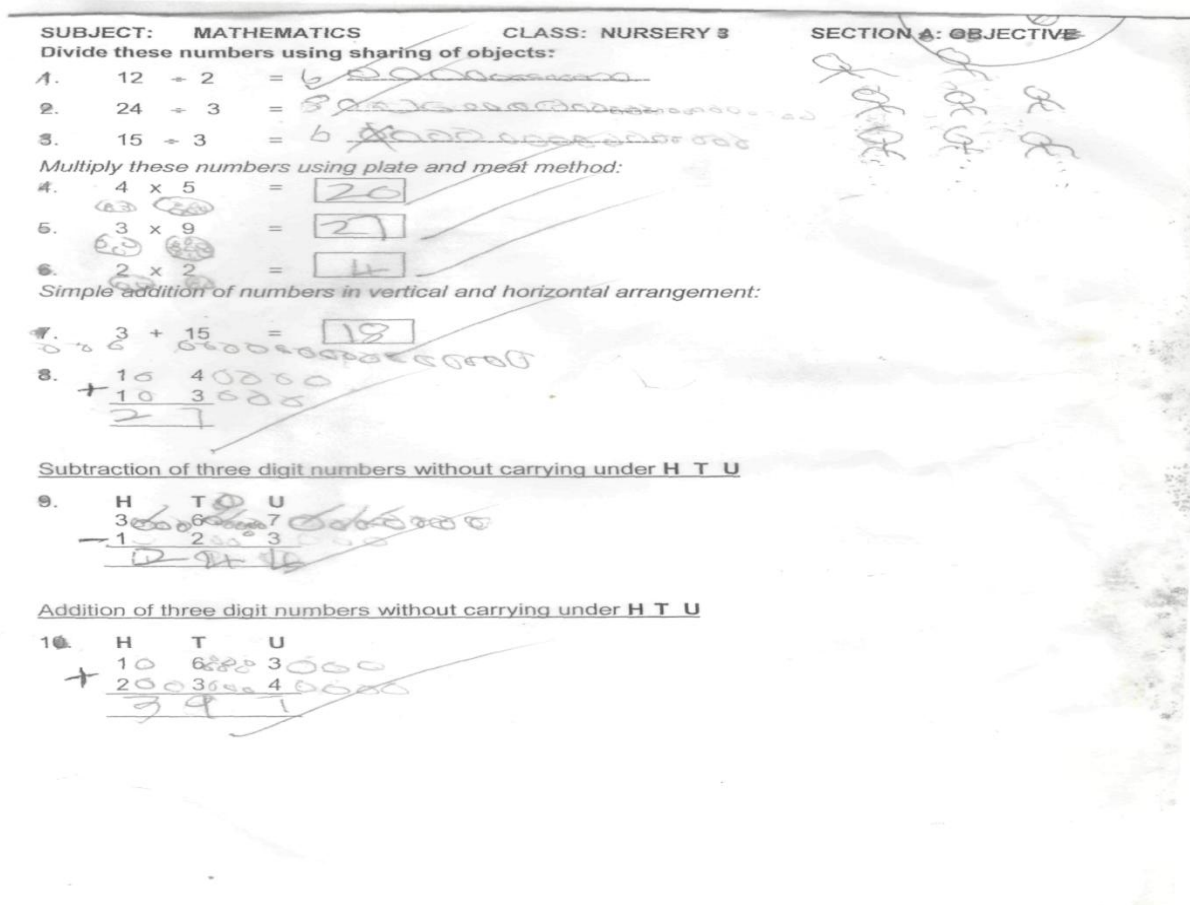 SUBJECT: MATHEMATICS CLASS: NURSERY 3 SECTION A: OBJECTIVE
Divide these numbers using sharing of objects:
1. 12 ÷ 2 = 6
2. 24 ÷ 3 = 8
3. 15 ÷ 3 = 6
Multiply these numbers using plate and meat method:
4. 4 x 5 = 20
5. 3 x 9 = 27
6. 2 x 2 = 4
Simple addition of numbers in vertical and horizontal arrangement:
7. 3 + 15 = 18
8. 1 4
+ 1 3
2 7
Subtraction of three digit numbers without carrying under H T U
9. H T U
3 6 7
- 1 2 3
2 4 4
Addition of three digit numbers without carrying under H T U
10. H T U
1 6 3
+ 2 3 4
3 9 7